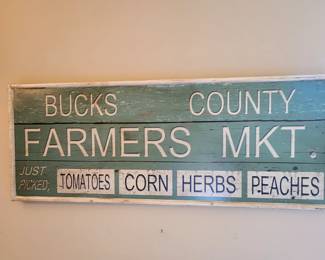 BUCKS COUNTY
FARMERS MKT.
JUST
PICKED; TOMATOES CORN HERBS PEACHES